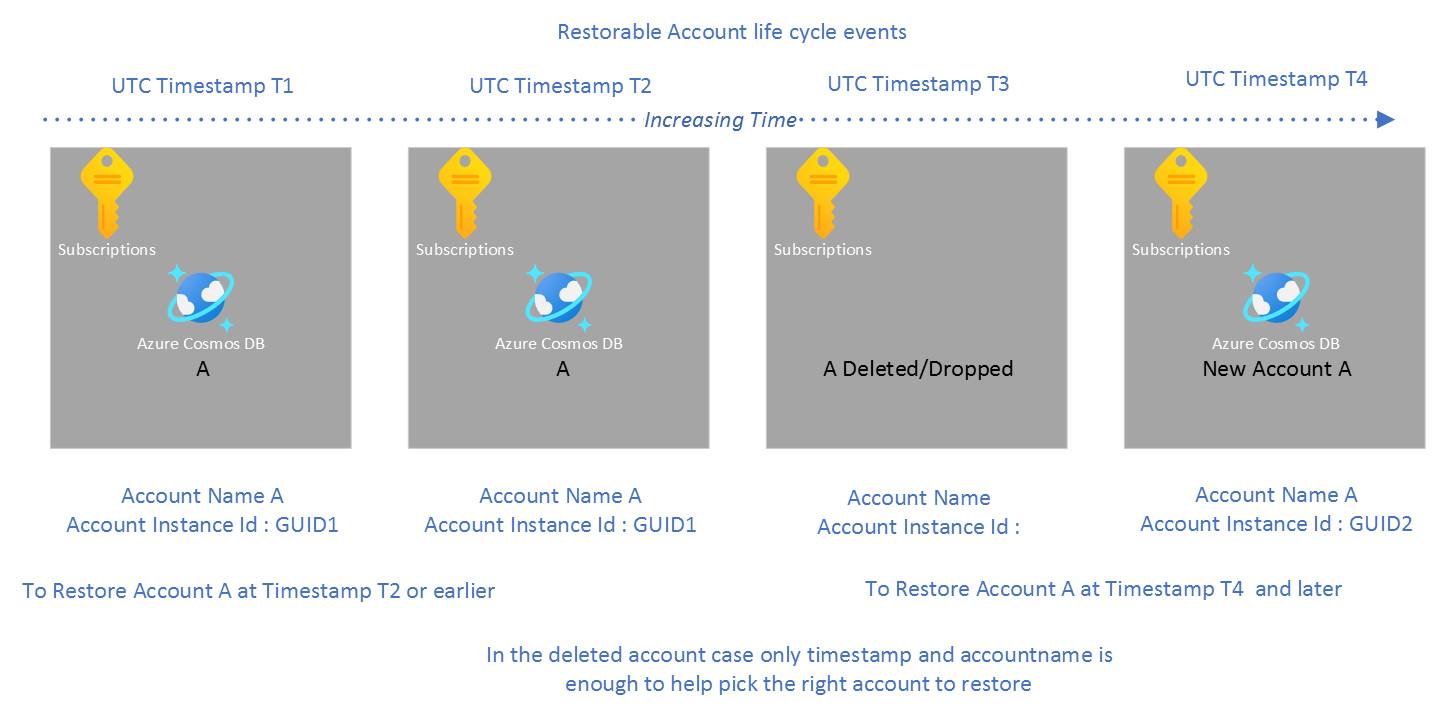 Restorable Account life cycle events
UTC Timestamp T1
UTC Timestamp T2
UTC Timestamp T3
UTC Timestamp T4
Increasing Time
Subscriptions
Azure Cosmos DB
A
Subscriptions
Azure Cosmos DB
A
Subscriptions
A Deleted/Dropped
Subscriptions
Azure Cosmos DB
New Account A
Account Name A
Account Instance Id : GUID1
Account Name A
Account Instance Id : GUID1
Account Name
Account Instance Id :
Account Name A
Account Instance Id : GUID2
To Restore Account A at Timestamp T2 or earlier
To Restore Account A at Timestamp T4 and later
In the deleted account case only timestamp and accountname is
enough to help pick the right account to restore